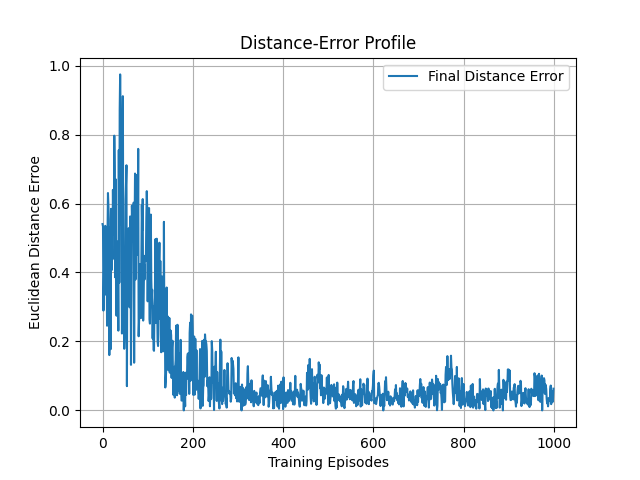 Distance-Error Profile
Final Distance Error
Euclidean Distance Erroe
1.0
0.8
0.6
0.4
0.2
0.0
0 200 400 600 800 1000
Training Episodes